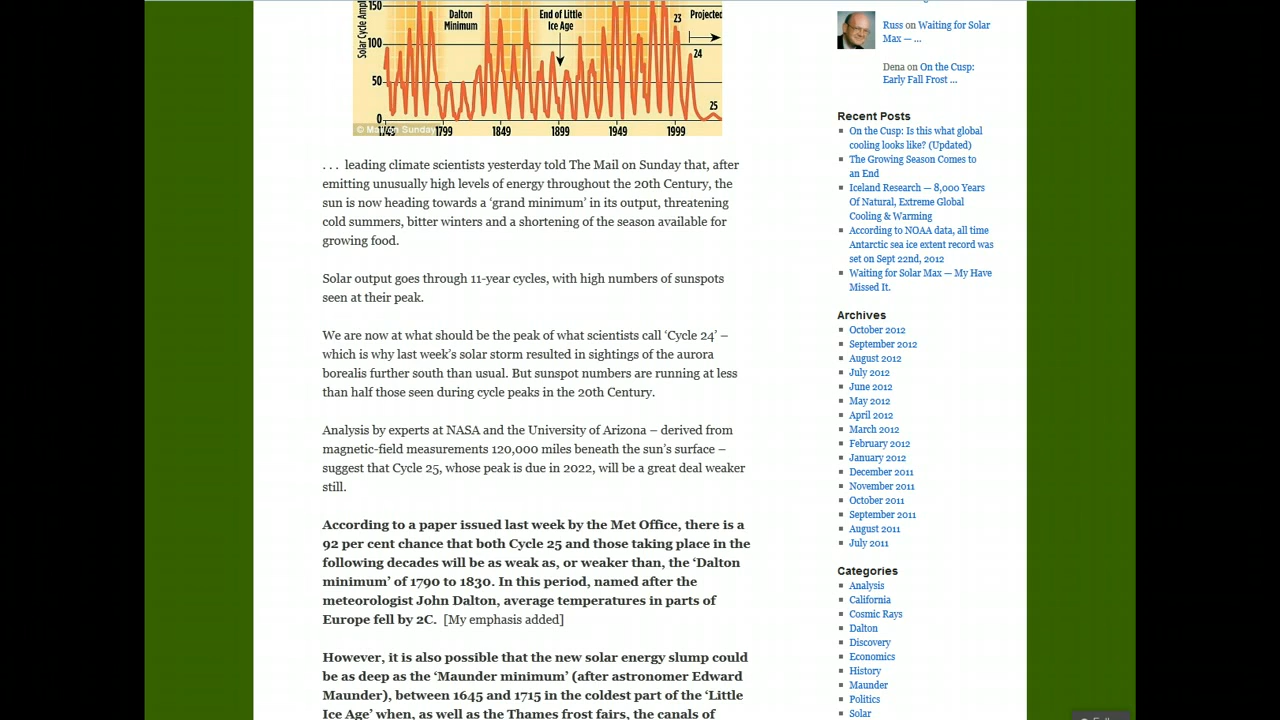 150
Dalton
Minimum
End of Little
Ice Age
23
Projected
Solar Cycle Ampl
100
24
50
25
0
© Mail on Sunday
1749 1799 1849 1899 1949 1999
. . . leading climate scientists yesterday told The Mail on Sunday that, after
emitting unusually high levels of energy throughout the 20th Century, the
sun is now heading towards a ‘grand minimum’ in its output, threatening
cold summers, bitter winters and a shortening of the season available for
growing food.
Solar output goes through 11-year cycles, with high numbers of sunspots
seen at their peak.
We are now at what should be the peak of what scientists call ‘Cycle 24’ –
which is why last week’s solar storm resulted in sightings of the aurora
borealis further south than usual. But sunspot numbers are running at less
than half those seen during cycle peaks in the 20th Century.
Analysis by experts at NASA and the University of Arizona – derived from
magnetic-field measurements 120,000 miles beneath the sun’s surface –
suggest that Cycle 25, whose peak is due in 2022, will be a great deal weaker
still.
According to a paper issued last week by the Met Office, there is a
92 per cent chance that both Cycle 25 and those taking place in the
following decades will be as weak as, or weaker than, the ‘Dalton
minimum’ of 1790 to 1830. In this period, named after the
meteorologist John Dalton, average temperatures in parts of
Europe fell by 2C. [My emphasis added]
However, it is also possible that the new solar energy slump could
be as deep as the ‘Maunder minimum’ (after astronomer Edward
Maunder), between 1645 and 1715 in the coldest part of the ‘Little
Ice Age’ when, as well as the Thames frost fairs, the canals of
Russ on Waiting for Solar
Max — …
Dena on On the Cusp:
Early Fall Frost …
Recent Posts
On the Cusp: Is this what global
cooling looks like? (Updated)
The Growing Season Comes to
an End
Iceland Research — 8,000 Years
Of Natural, Extreme Global
Cooling & Warming
According to NOAA data, all time
Antarctic sea ice extent record was
set on Sept 22nd, 2012
Waiting for Solar Max — My Have
Missed It.
Archives
October 2012
September 2012
August 2012
July 2012
June 2012
May 2012
April 2012
March 2012
February 2012
January 2012
December 2011
November 2011
October 2011
September 2011
August 2011
July 2011
Categories
Analysis
California
Cosmic Rays
Dalton
Discovery
Economics
History
Maunder
Politics
Solar